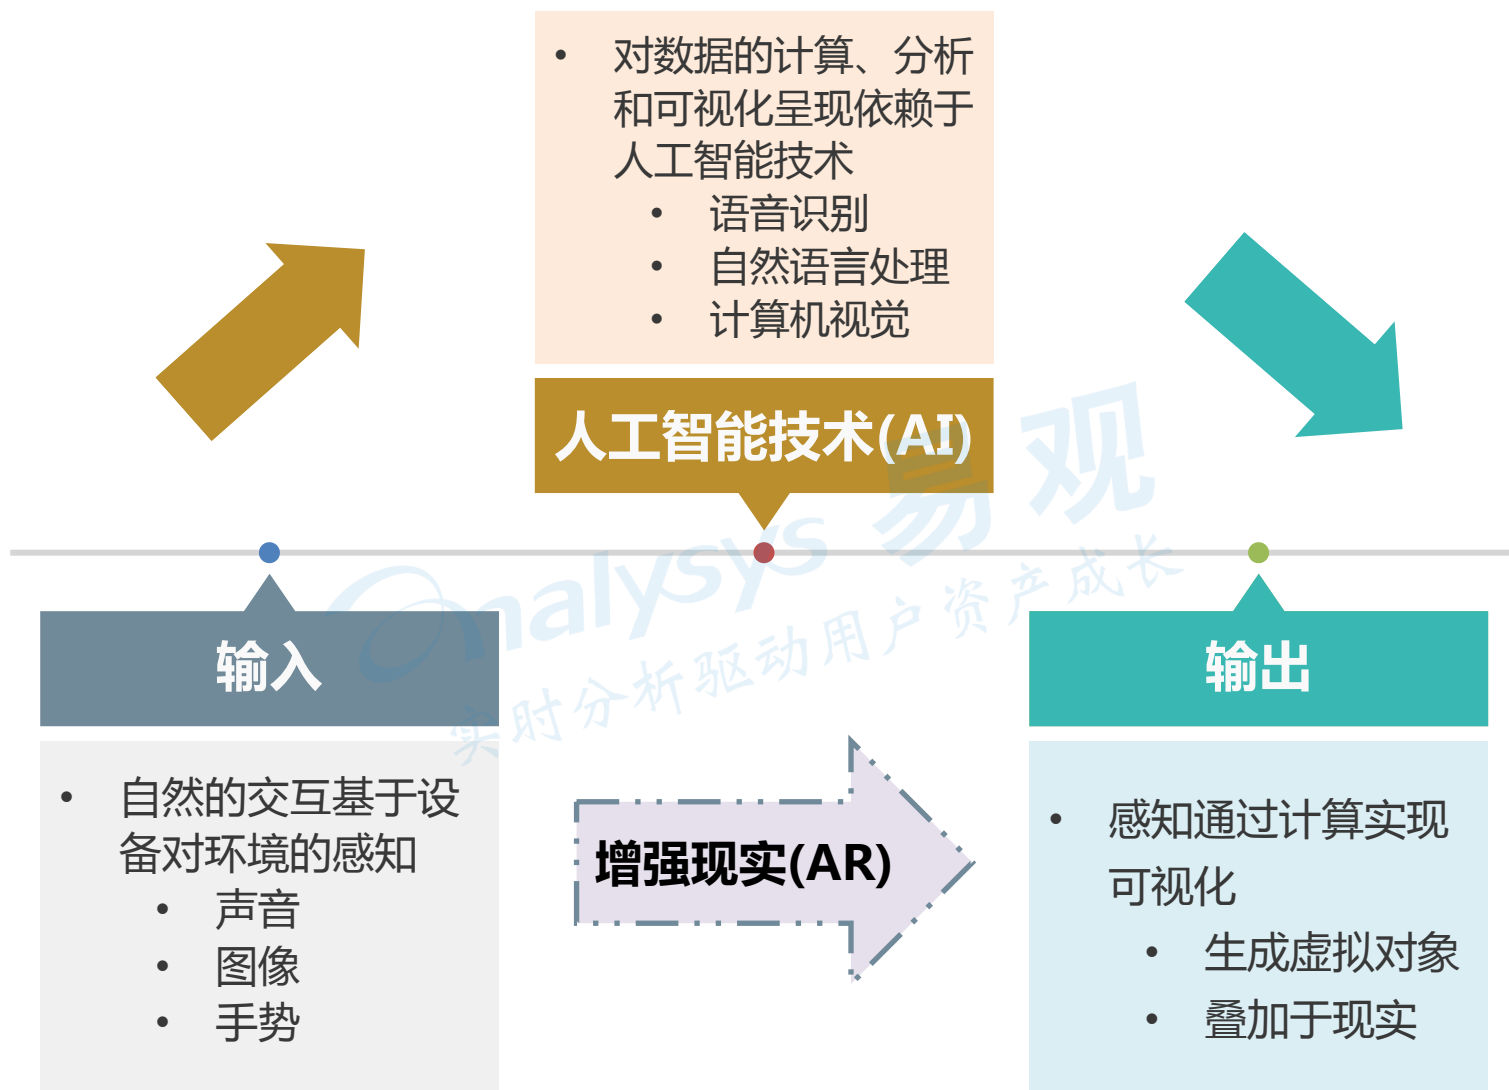 • 对数据的计算、分析
和可视化呈现依赖于
人工智能技术
• 语音识别
• 自然语言处理
• 计算机视觉
人工智能技术(AI)
输入
• 自然的交互基于设
备对环境的感知
• 声音
• 图像
• 手势
增强现实(AR)
输出
• 感知通过计算实现
可视化
• 生成虚拟对象
• 叠加于现实
analysys 易观
实时分析驱动用户资产成长